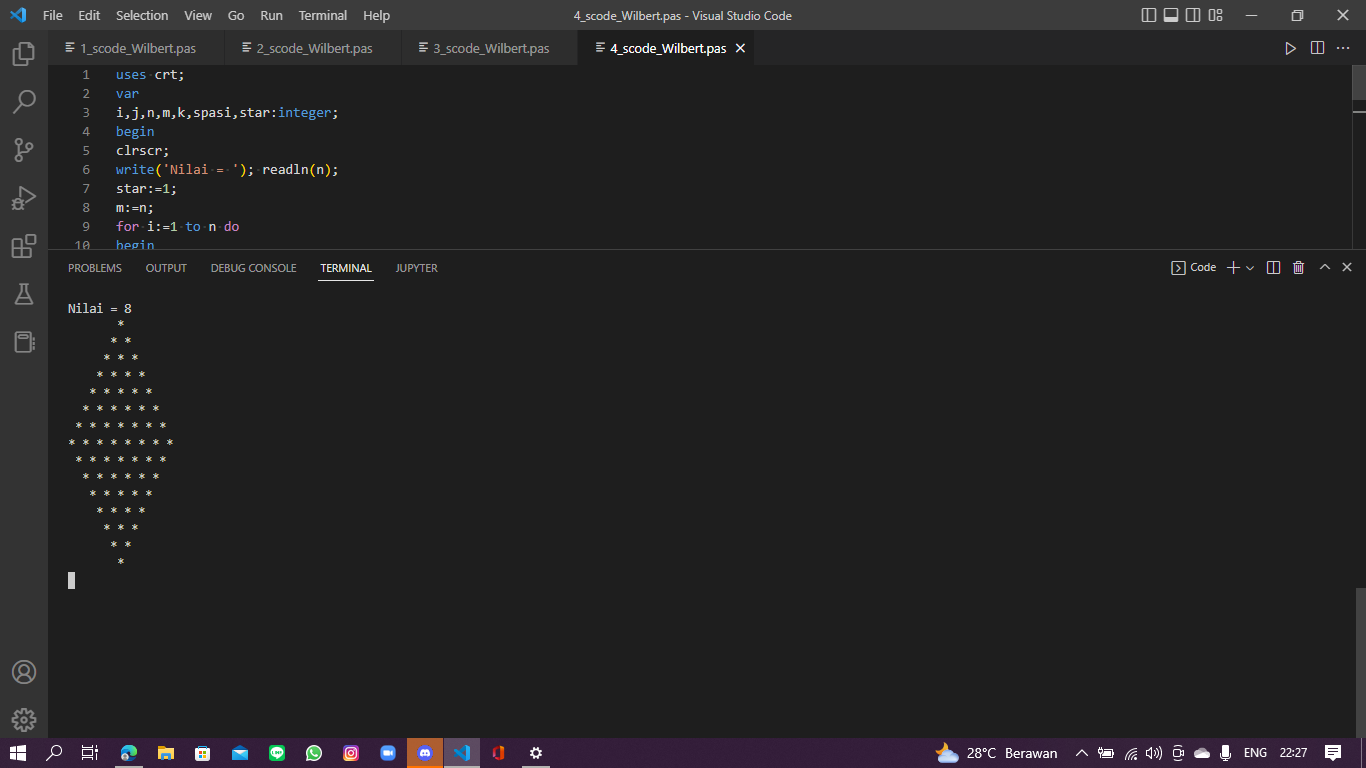 File Edit Selection View Go Run Terminal Help 4_scode_Wilbert.pas - Visual Studio Code
1_scode_Wilbert.pas 2_scode_Wilbert.pas 3_scode_Wilbert.pas 4_scode_Wilbert.pas
1 uses crt;
2 var
3 i,j,n,m,k,spasi,star:integer;
4 begin
5 clrscr;
6 write('Nilai = '); readln(n);
7 star:=1;
8 m:=n;
9 for i:=1 to n do
10 begin
PROBLEMS OUTPUT DEBUG CONSOLE TERMINAL JUPYTER Code
Nilai = 8
*
* *
* * *
* * * *
* * * * *
* * * * * *
* * * * * * *
* * * * * * * *
* * * * * * *
* * * * * *
* * * * *
* * * *
* * *
* *
*
28°C Berawan ENG 22:27